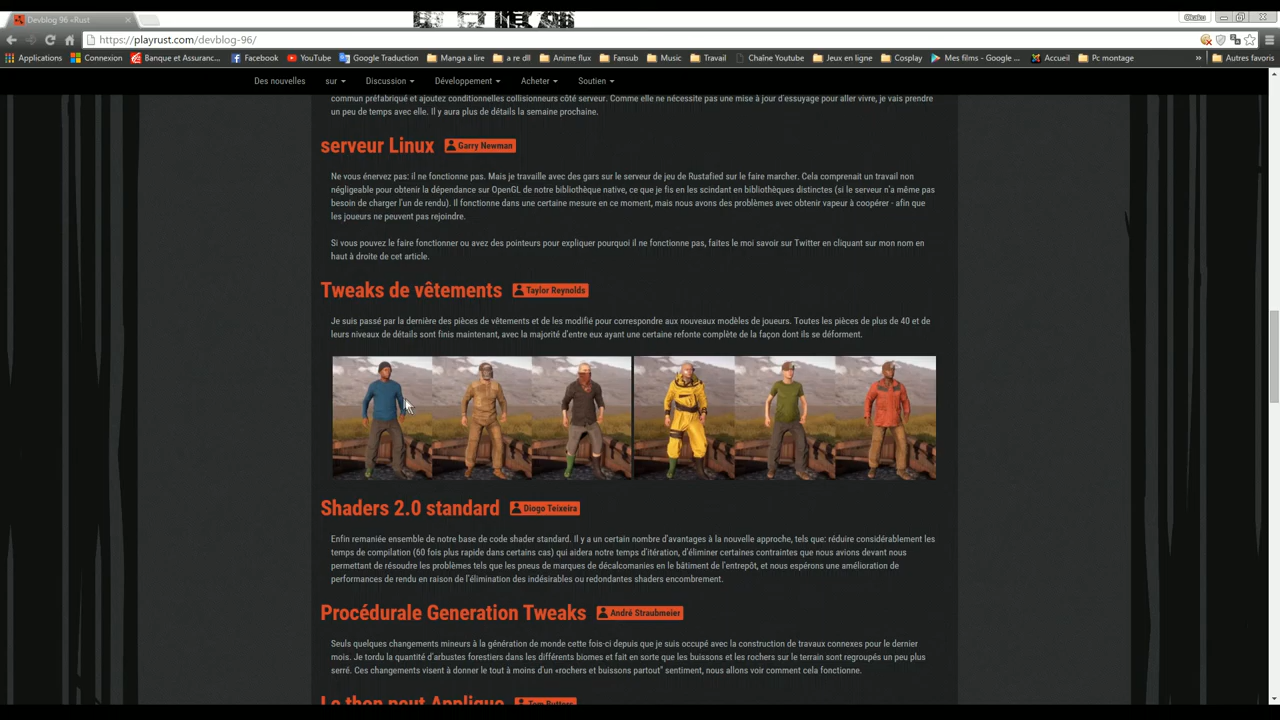 Devblog 96 »Rust
Okaku
https://playrust.com/devblog-96/
Applications Connexion Banque et Assuranc... Facebook YouTube Google Traduction Manga a lire a re dll Anime flux Fansub Music Travail Chaîne Youtube Jeux en ligne Cosplay Mes films - Google ... Accueil Pc montage » Autres favoris
Des nouvelles sur Discussion Développement Acheter Soutien
commun préfabriqué et ajoutez conditionnelles collisionneurs côté serveur. Comme elle ne nécessite pas une mise à jour d'essuyage pour aller vivre, je vais prendre
un peu de temps avec elle. Il y aura plus de détails la semaine prochaine.
serveur Linux Garry Newman
Ne vous énervez pas: il ne fonctionne pas. Mais je travaille avec des gars sur le serveur de jeu de Rustafied sur le faire marcher. Cela comprenait un travail non
négligeable pour obtenir la dépendance sur OpenGL de notre bibliothèque native, ce que je fis en les scindant en bibliothèques distinctes (si le serveur n'a même pas
besoin de charger l'un de rendu). Il fonctionne dans une certaine mesure en ce moment, mais nous avons des problèmes avec obtenir vapeur à coopérer - afin que
les joueurs ne peuvent pas rejoindre.
Si vous pouvez le faire fonctionner ou avez des pointeurs pour expliquer pourquoi il ne fonctionne pas, faites le moi savoir sur Twitter en cliquant sur mon nom en
haut à droite de cet article.
Tweaks de vêtements Taylor Reynolds
Je suis passé par la dernière des pièces de vêtements et de les modifié pour correspondre aux nouveaux modèles de joueurs. Toutes les pièces de plus de 40 et de
leurs niveaux de détails sont finis maintenant, avec la majorité d'entre eux ayant une certaine refonte complète de la façon dont ils se déforment.
Shaders 2.0 standard Diogo Teixeira
Enfin remaniée ensemble de notre base de code shader standard. Il y a un certain nombre d'avantages à la nouvelle approche, tels que: réduire considérablement les
temps de compilation (60 fois plus rapide dans certains cas) qui aidera notre temps d'itération, d'éliminer certaines contraintes que nous avions devant nous
permettant de résoudre les problèmes tels que les pneus de marques de décalcomanies en le bâtiment de l'entrepôt, et nous espérons une amélioration de
performances de rendu en raison de l'élimination des indésirables ou redondantes shaders encombrement.
Procédurale Generation Tweaks André Straubmeier
Seuls quelques changements mineurs à la génération de monde cette fois-ci depuis que je suis occupé avec la construction de travaux connexes pour le dernier
mois. Je tordu la quantité d'arbustes forestiers dans les différents biomes et fait en sorte que les buissons et les rochers sur le terrain sont regroupés un peu plus
serré. Ces changements visent à donner le tout à moins d'un «rochers et buissons partout" sentiment, nous allons voir comment cela fonctionne.